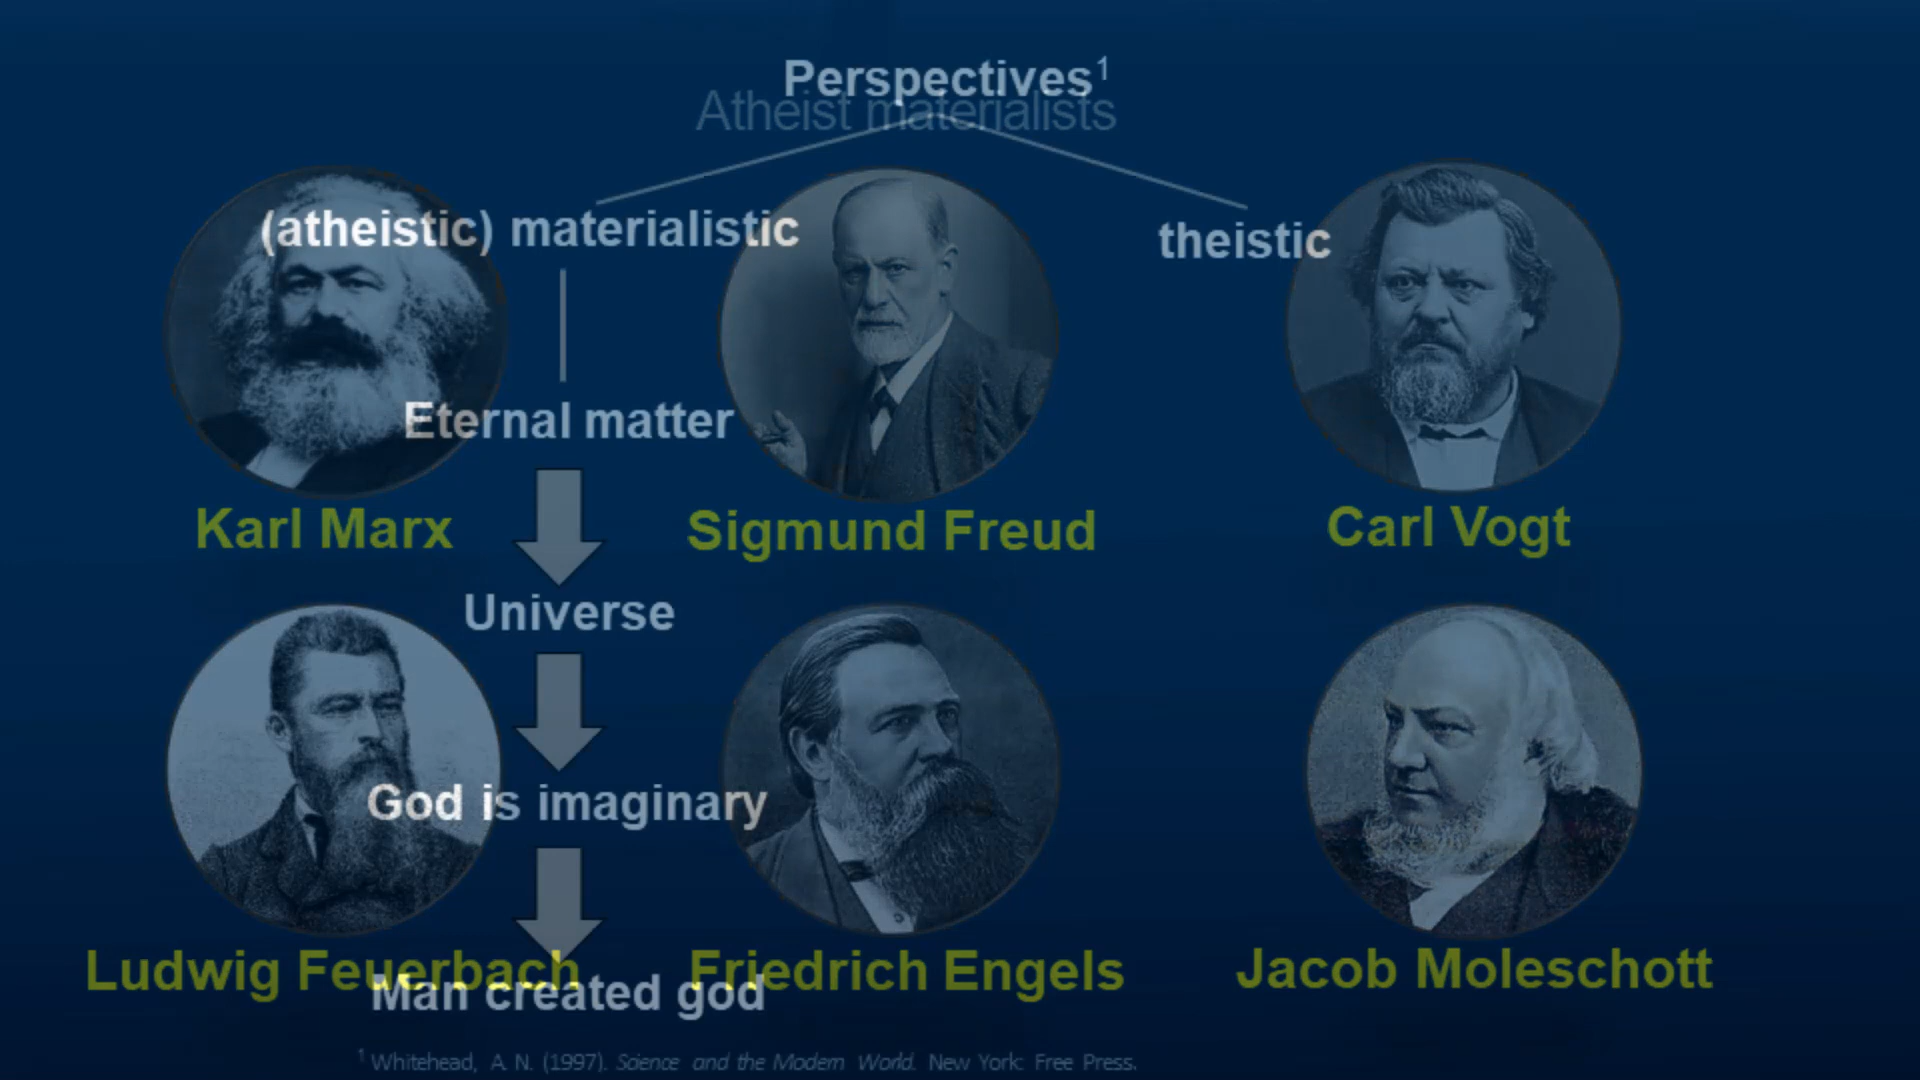 Perspectives¹
Atheist materialists
(atheistic) materialistic
theistic
Eternal matter
Karl Marx
Sigmund Freud
Carl Vogt
Universe
God is imaginary
Ludwig Feuerbach
Friedrich Engels
Jacob Moleschott
Man created god
¹ Whitehead, A. N. (1997). Science and the Modern World. New York: Free Press.